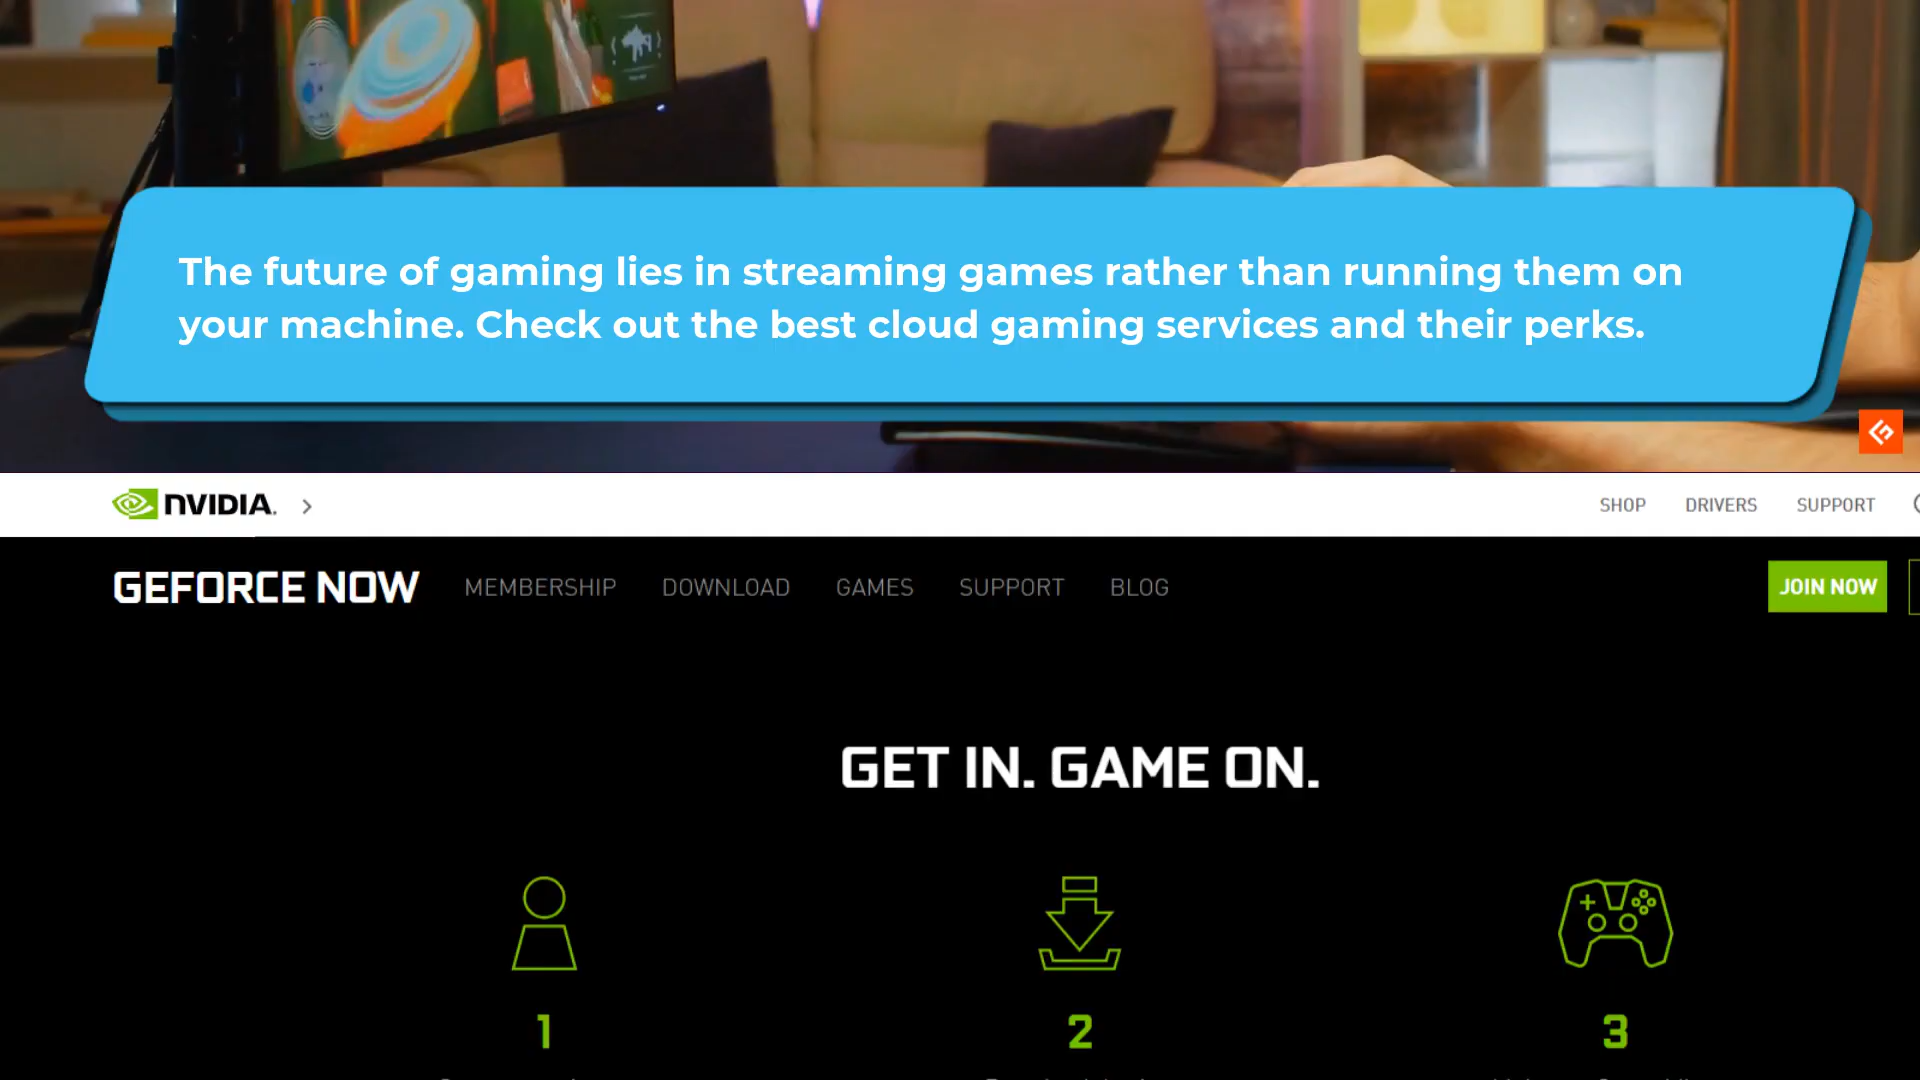 The future of gaming lies in streaming games rather than running them on
your machine. Check out the best cloud gaming services and their perks.
NVIDIA.
SHOP DRIVERS SUPPORT
GEFORCE NOW MEMBERSHIP DOWNLOAD GAMES SUPPORT BLOG JOIN NOW
GET IN. GAME ON.
1 2 3